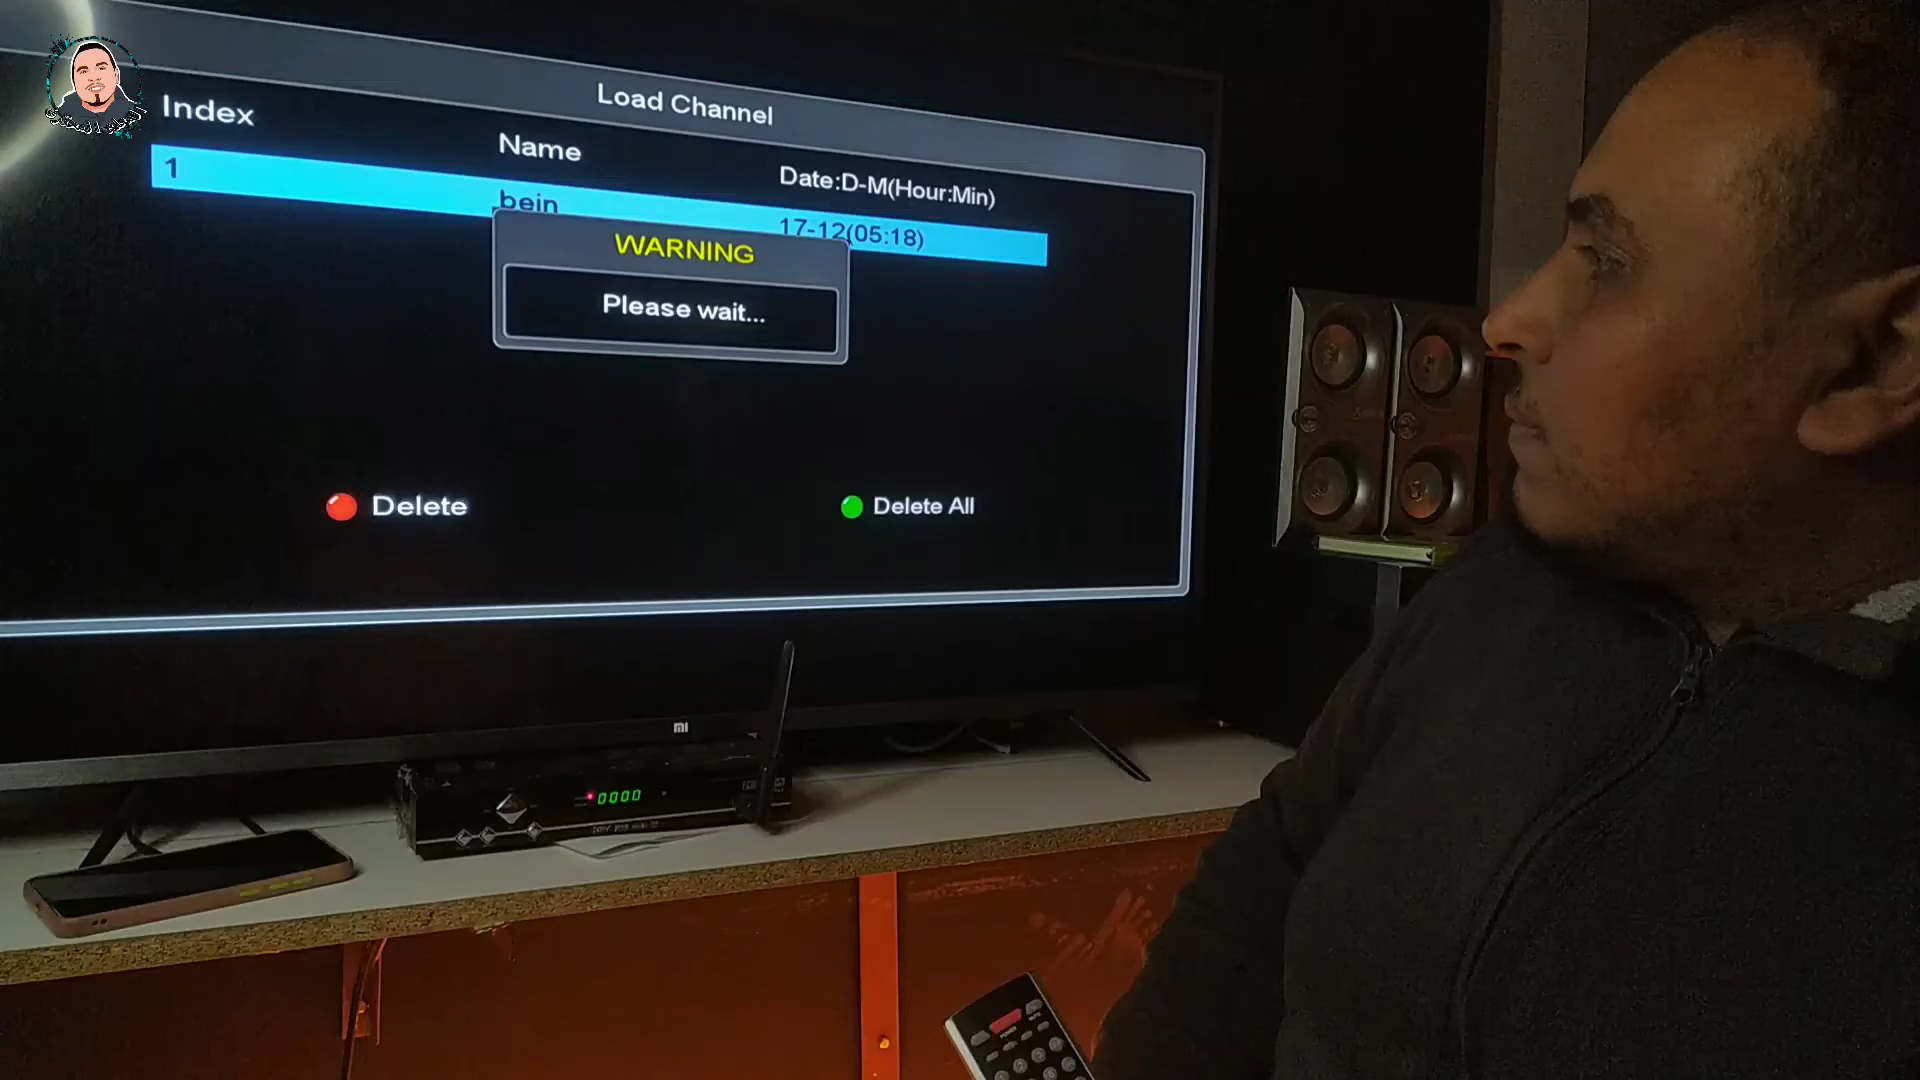 Load Channel
Index
Name
Date:D-M(Hour:Min)
1
bein
17-12(05:18)
WARNING
Please wait...
Delete
Delete All
mi
0000